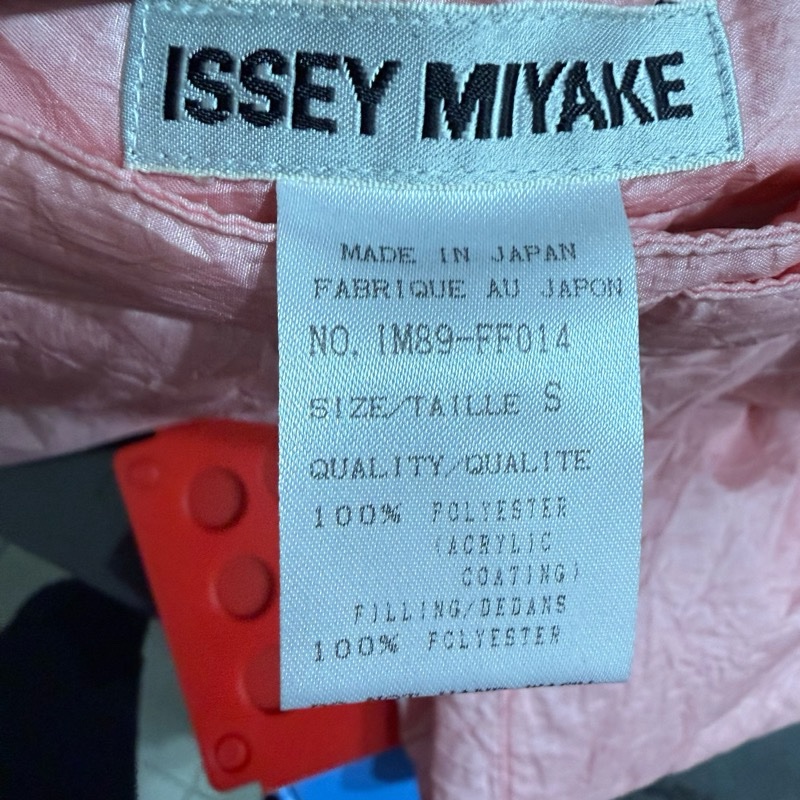 ISSEY MIYAKE
MADE IN JAPAN
FABRIQUE AU JAPON
NO. IM89-FF014
SIZE/TAILLE S
QUALITY/QUALITE
100% POLYESTER
(ACRYLIC
COATING)
FILLING/DEDANS
100% POLYESTER